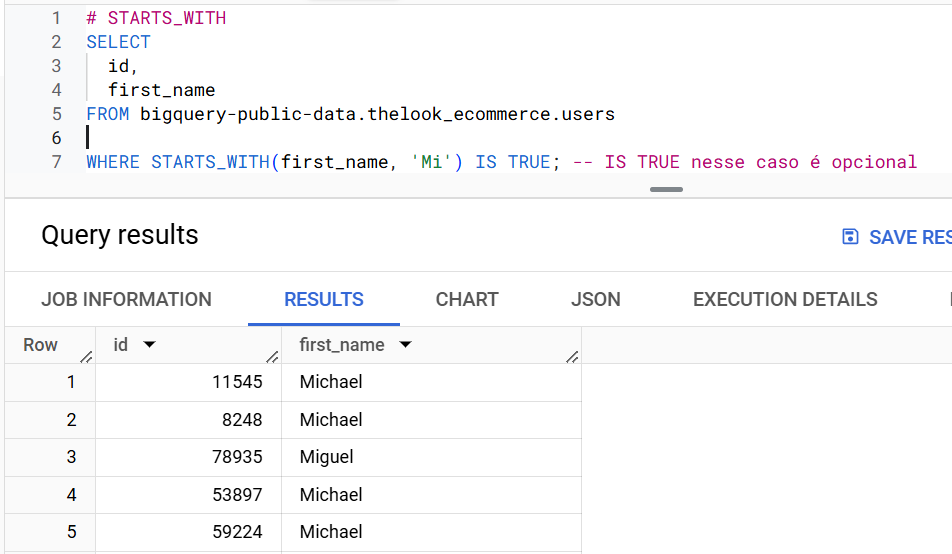 1 # STARTS_WITH
2 SELECT
3 id,
4 first_name
5 FROM bigquery-public-data.thelook_ecommerce.users
6
7 WHERE STARTS_WITH(first_name, 'Mi') IS TRUE; -- IS TRUE nesse caso é opcional
Query results
SAVE RES
JOB INFORMATION RESULTS CHART JSON EXECUTION DETAILS
Row id first_name
1 11545 Michael
2 8248 Michael
3 78935 Miguel
4 53897 Michael
5 59224 Michael